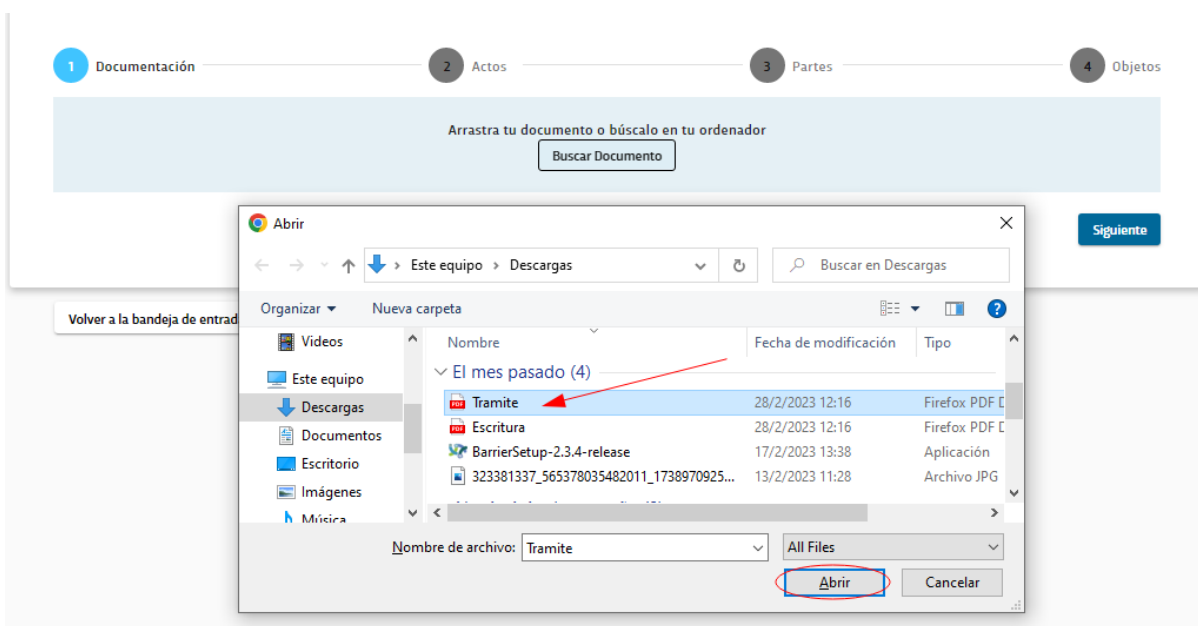 1 Documentación 2 Actos 3 Partes 4 Objetos
Arrastra tu documento o búscalo en tu ordenador
Buscar Documento
Siguiente
Volver a la bandeja de entrad
Abrir
Este equipo > Descargas
Buscar en Descargas
Organizar Nueva carpeta
Nombre Fecha de modificación Tipo
Videos
Este equipo
Descargas
Documentos
Escritorio
Imágenes
Música
El mes pasado (4)
PDF Tramite 28/2/2023 12:16 Firefox PDF D
PDF Escritura 28/2/2023 12:16 Firefox PDF D
BarrierSetup-2.3.4-release 17/2/2023 13:38 Aplicación
323381337_565378035482011_1738970925... 13/2/2023 11:28 Archivo JPG
Nombre de archivo: Tramite All Files
Abrir Cancelar